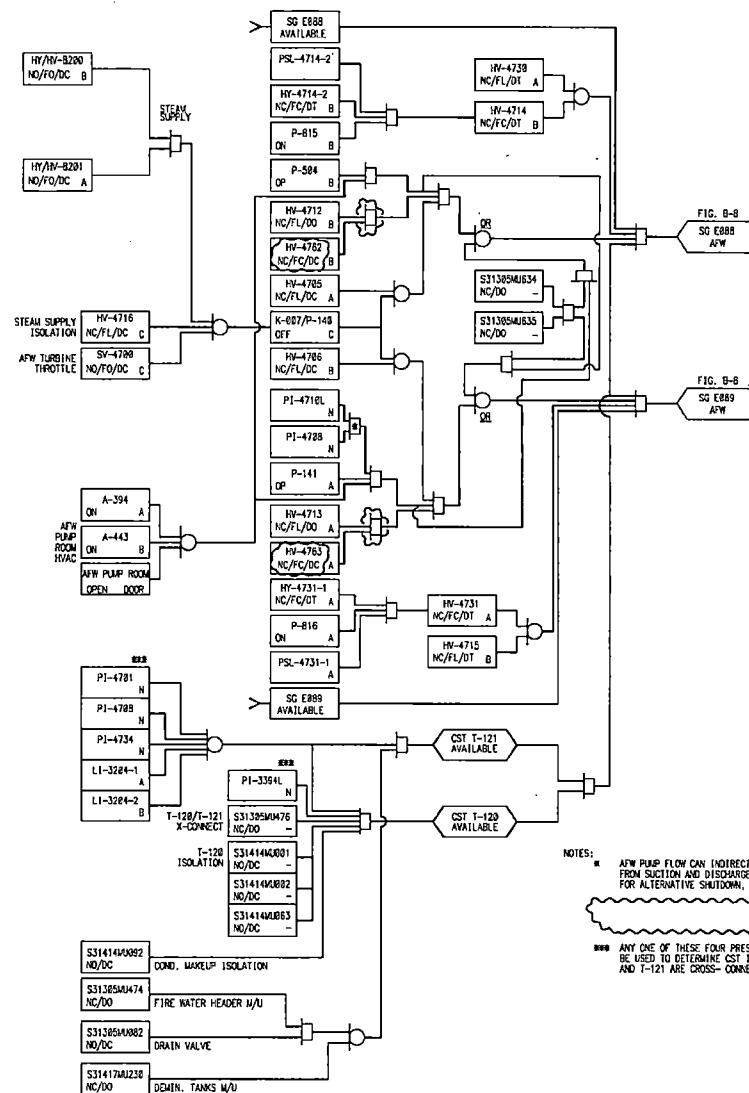 SG E088
AVAILABLE
PSL-4714-2
HY-4714-2
NC/FC/DT B
P-815
ON B
P-504
OP B
HV-4712
NC/FL/DO B
HV-4762
NC/FC/DC B
HV-4705
NC/FL/DC A
K-007/P-140
OFF C
HV-4706
NC/FL/DC B
PI-4710L
N
PI-4708
N
*
P-141
OP A
HV-4713
NC/FL/DO A
HV-4763
NC/FC/DC A
HY-4731-1
NC/FC/DT A
P-816
ON A
PSL-4731-1
A
SG E089
AVAILABLE
HY/HV-8200
NO/FO/DC B
STEAM
SUPPLY
HY/HV-8201
NO/FO/DC A
STEAM SUPPLY
ISOLATION
HV-4716
NC/FL/DC C
AFW TURBINE
THROTTLE
SV-4700
NO/FO/DC C
AFW
PUMP
ROOM
HVAC
A-394
ON A
A-443
ON B
AFW PUMP ROOM
OPEN DOOR
HV-4730
NC/FL/DT A
HV-4714
NC/FC/DT B
OR
S31305MU634
NC/DO -
S31305MU635
NC/DO -
OR
HV-4731
NC/FC/DT A
HV-4715
NC/FL/DT B
FIG. B-8
SG E088
AFW
FIG. B-8
SG E089
AFW
***
PI-4701
N
PI-4709
N
PI-4734
N
LI-3204-1
A
LI-3204-2
B
***
PI-3394L
N
T-120/T-121
X-CONNECT
S31305MU476
NC/DO -
T-120
ISOLATION
S31414MU001
NO/DC -
S31414MU002
NO/DC -
S31414MU063
NO/DC -
CST T-121
AVAILABLE
CST T-120
AVAILABLE
S31414MU092
NO/DC
COND. MAKEUP ISOLATION
S31305MU474
NC/DO
FIRE WATER HEADER M/U
S31305MU082
NC/DO
DRAIN VALVE
S31417MU230
NC/DO
DEMIN. TANKS M/U
NOTES:
* AFW PUMP FLOW CAN INDIRECT
FROM SUCTION AND DISCHARGE
FOR ALTERNATIVE SHUTDOWN,
*** ANY ONE OF THESE FOUR PRES
BE USED TO DETERMINE CST
AND T-121 ARE CROSS- CONNE